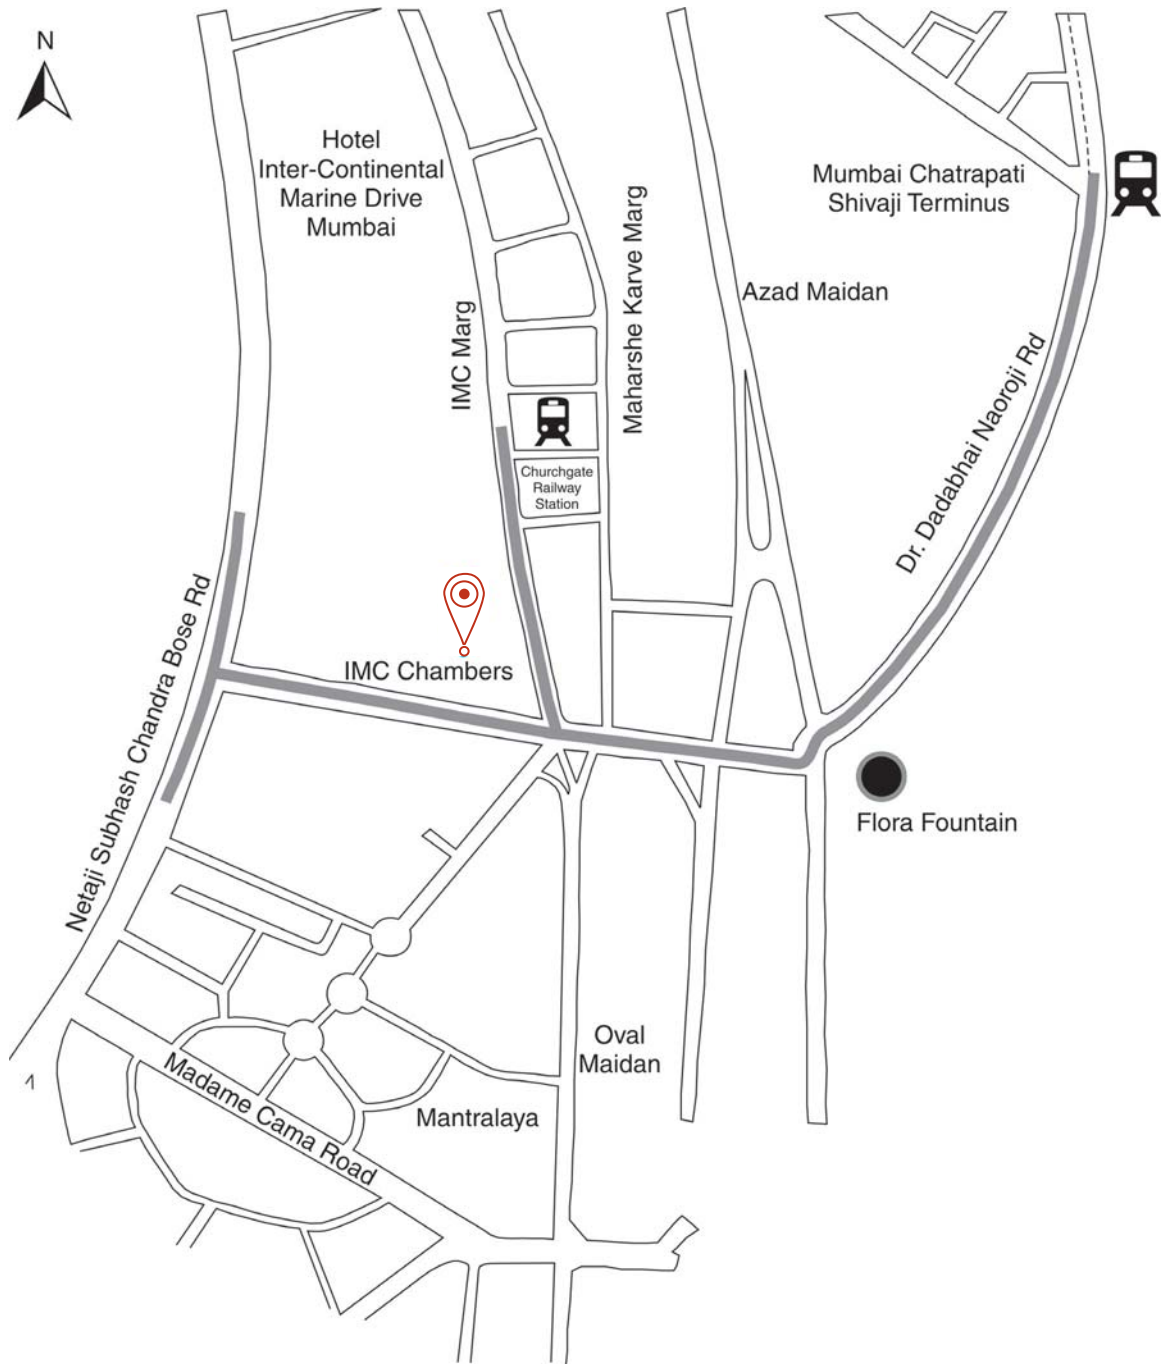 N
Hotel
Inter-Continental
Marine Drive
Mumbai
Mumbai Chatrapati
Shivaji Terminus
Maharshe Karve Marg
Azad Maidan
IMC Marg
Dr. Dadabhai Naoroji Rd
Churchgate
Railway
Station
Netaji Subhash Chandra Bose Rd
IMC Chambers
Flora Fountain
Oval
Maidan
Madame Cama Road
Mantralaya